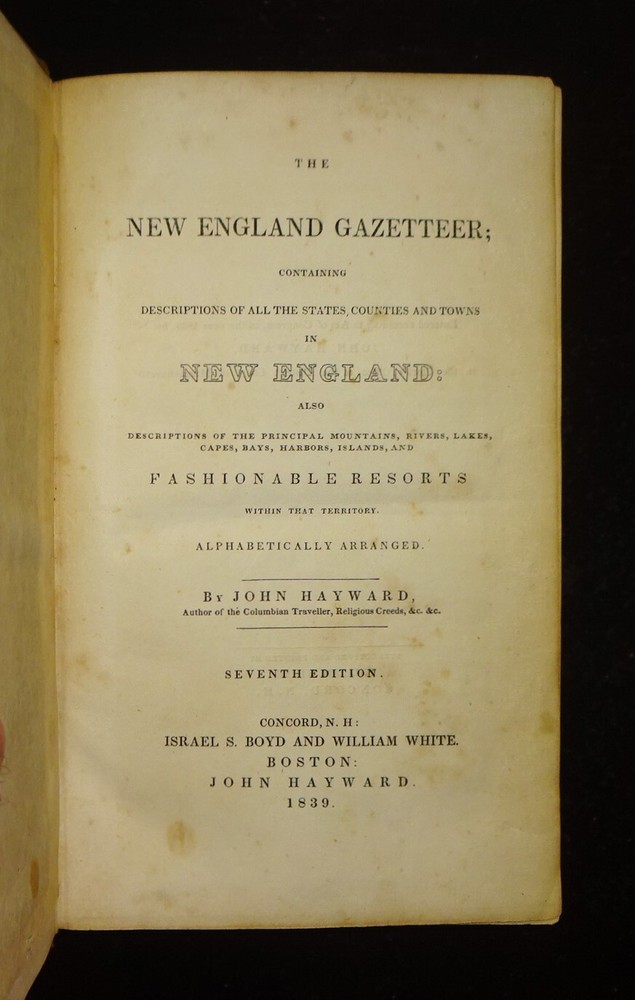 THE
NEW ENGLAND GAZETTEER;
CONTAINING
DESCRIPTIONS OF ALL THE STATES, COUNTIES AND TOWNS
IN
NEW ENGLAND:
ALSO
DESCRIPTIONS OF THE PRINCIPAL MOUNTAINS, RIVERS, LAKES,
CAPES, BAYS, HARBORS, ISLANDS, AND
FASHIONABLE RESORTS
WITHIN THAT TERRITORY.
ALPHABETICALLY ARRANGED.
By JOHN HAYWARD,
Author of the Columbian Traveller, Religious Creeds, &c. &c.
SEVENTH EDITION.
CONCORD, N. H:
ISRAEL S. BOYD AND WILLIAM WHITE.
BOSTON:
JOHN HAYWARD.
1839.